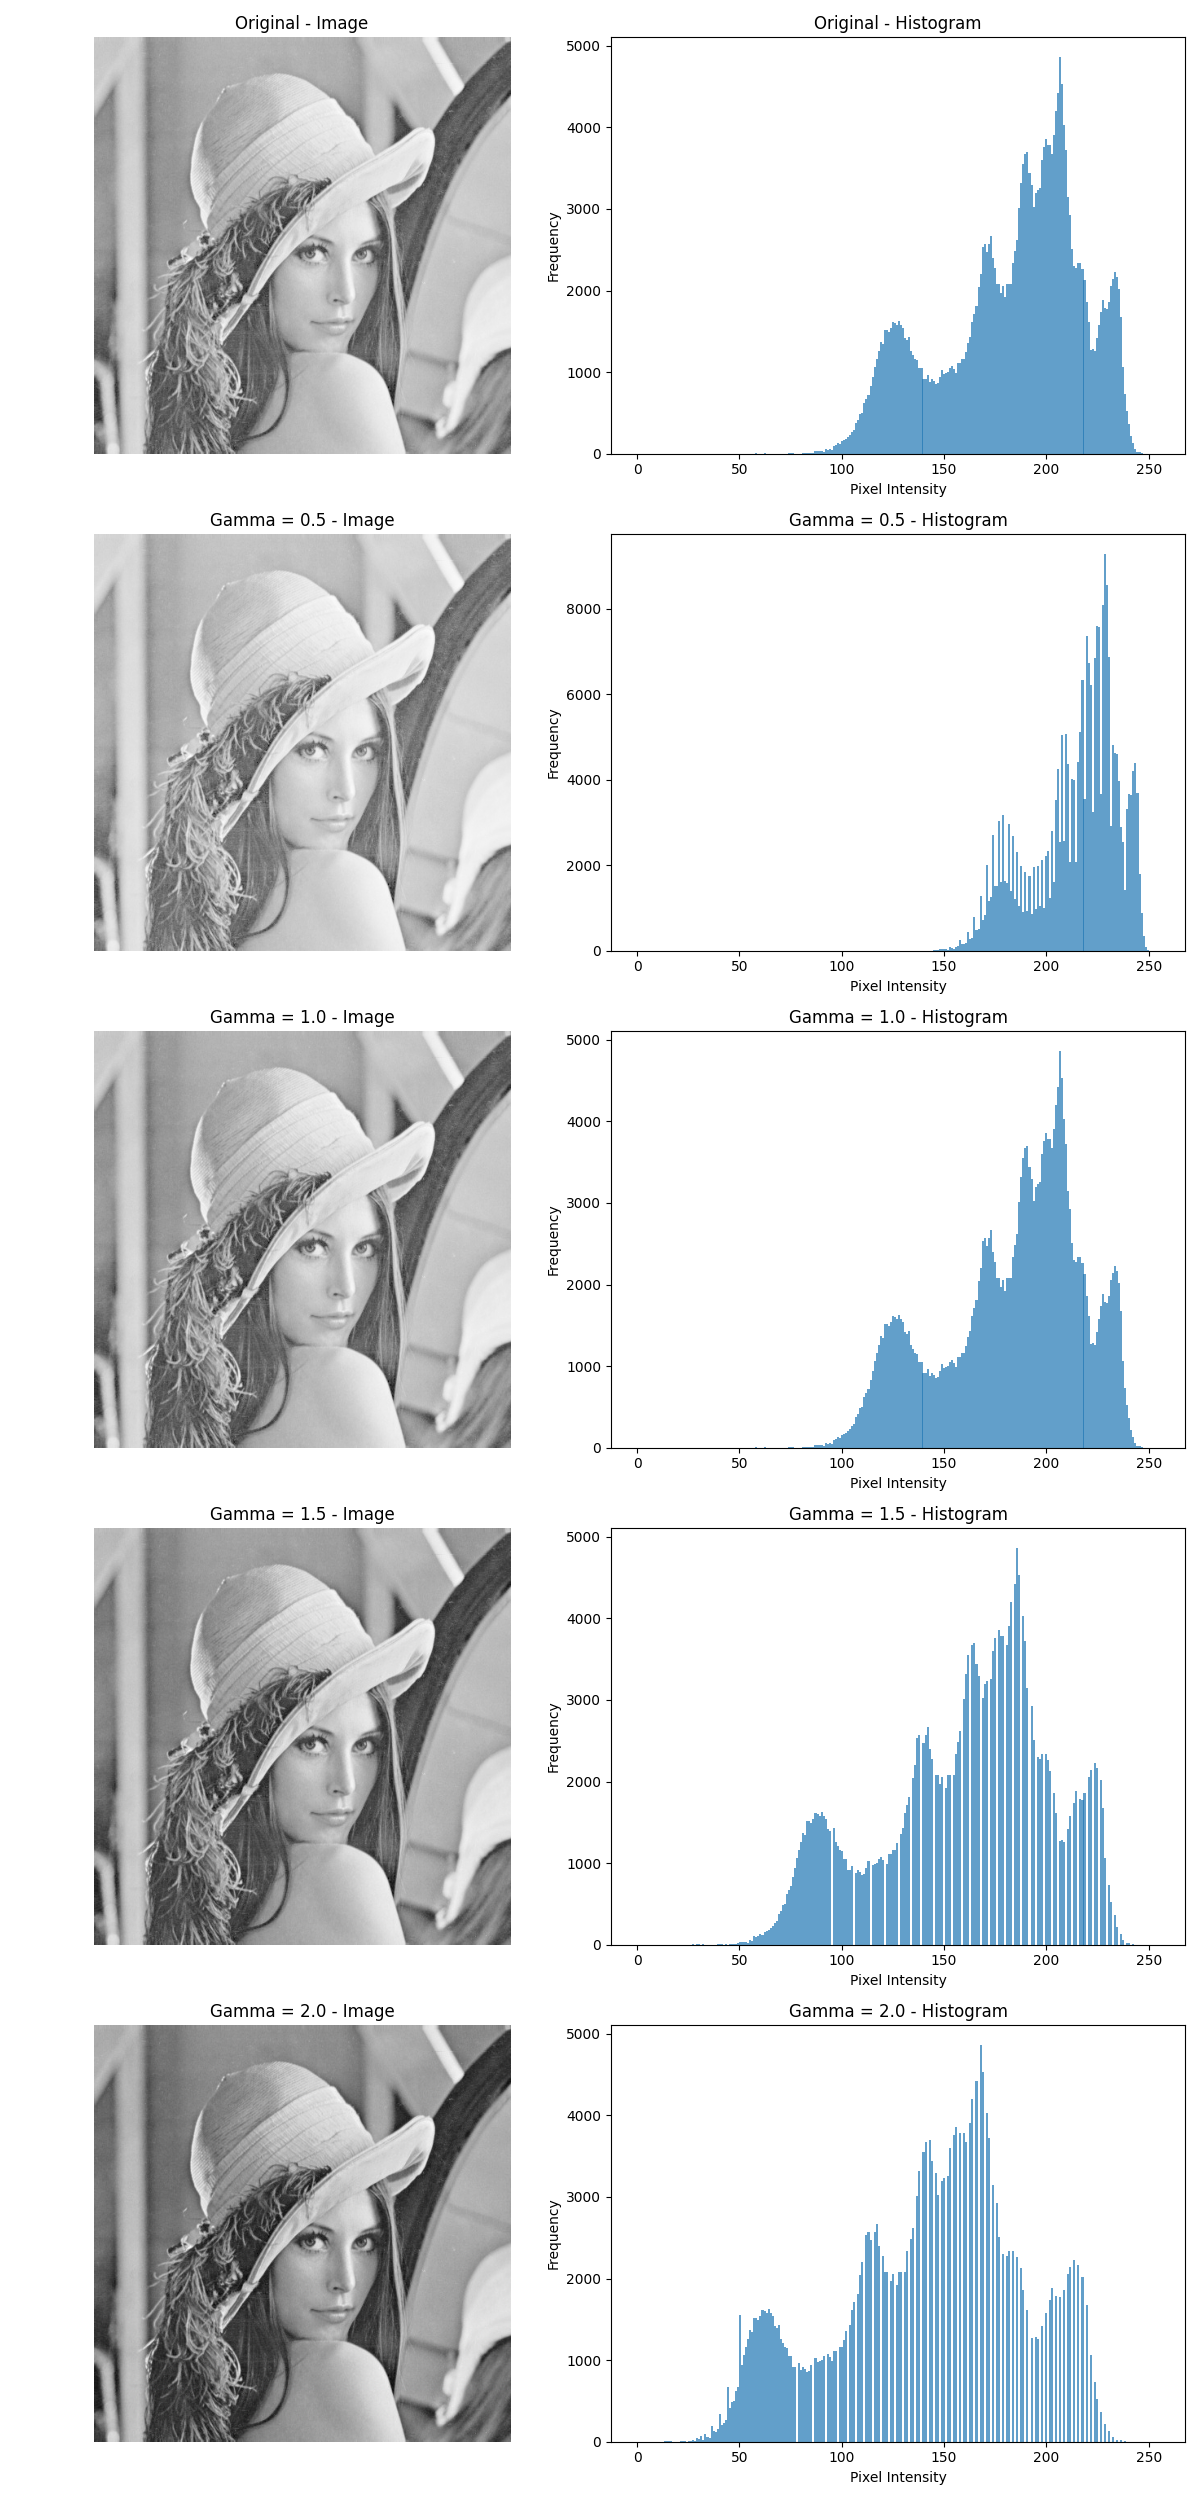 Original - Image
Original - Histogram
5000
4000
3000
2000
1000
0
Frequency
0 50 100 150 200 250
Pixel Intensity
Gamma = 0.5 - Image
Gamma = 0.5 - Histogram
8000
6000
4000
2000
0
Frequency
0 50 100 150 200 250
Pixel Intensity
Gamma = 1.0 - Image
Gamma = 1.0 - Histogram
5000
4000
3000
2000
1000
0
Frequency
0 50 100 150 200 250
Pixel Intensity
Gamma = 1.5 - Image
Gamma = 1.5 - Histogram
5000
4000
3000
2000
1000
0
Frequency
0 50 100 150 200 250
Pixel Intensity
Gamma = 2.0 - Image
Gamma = 2.0 - Histogram
5000
4000
3000
2000
1000
0
Frequency
0 50 100 150 200 250
Pixel Intensity